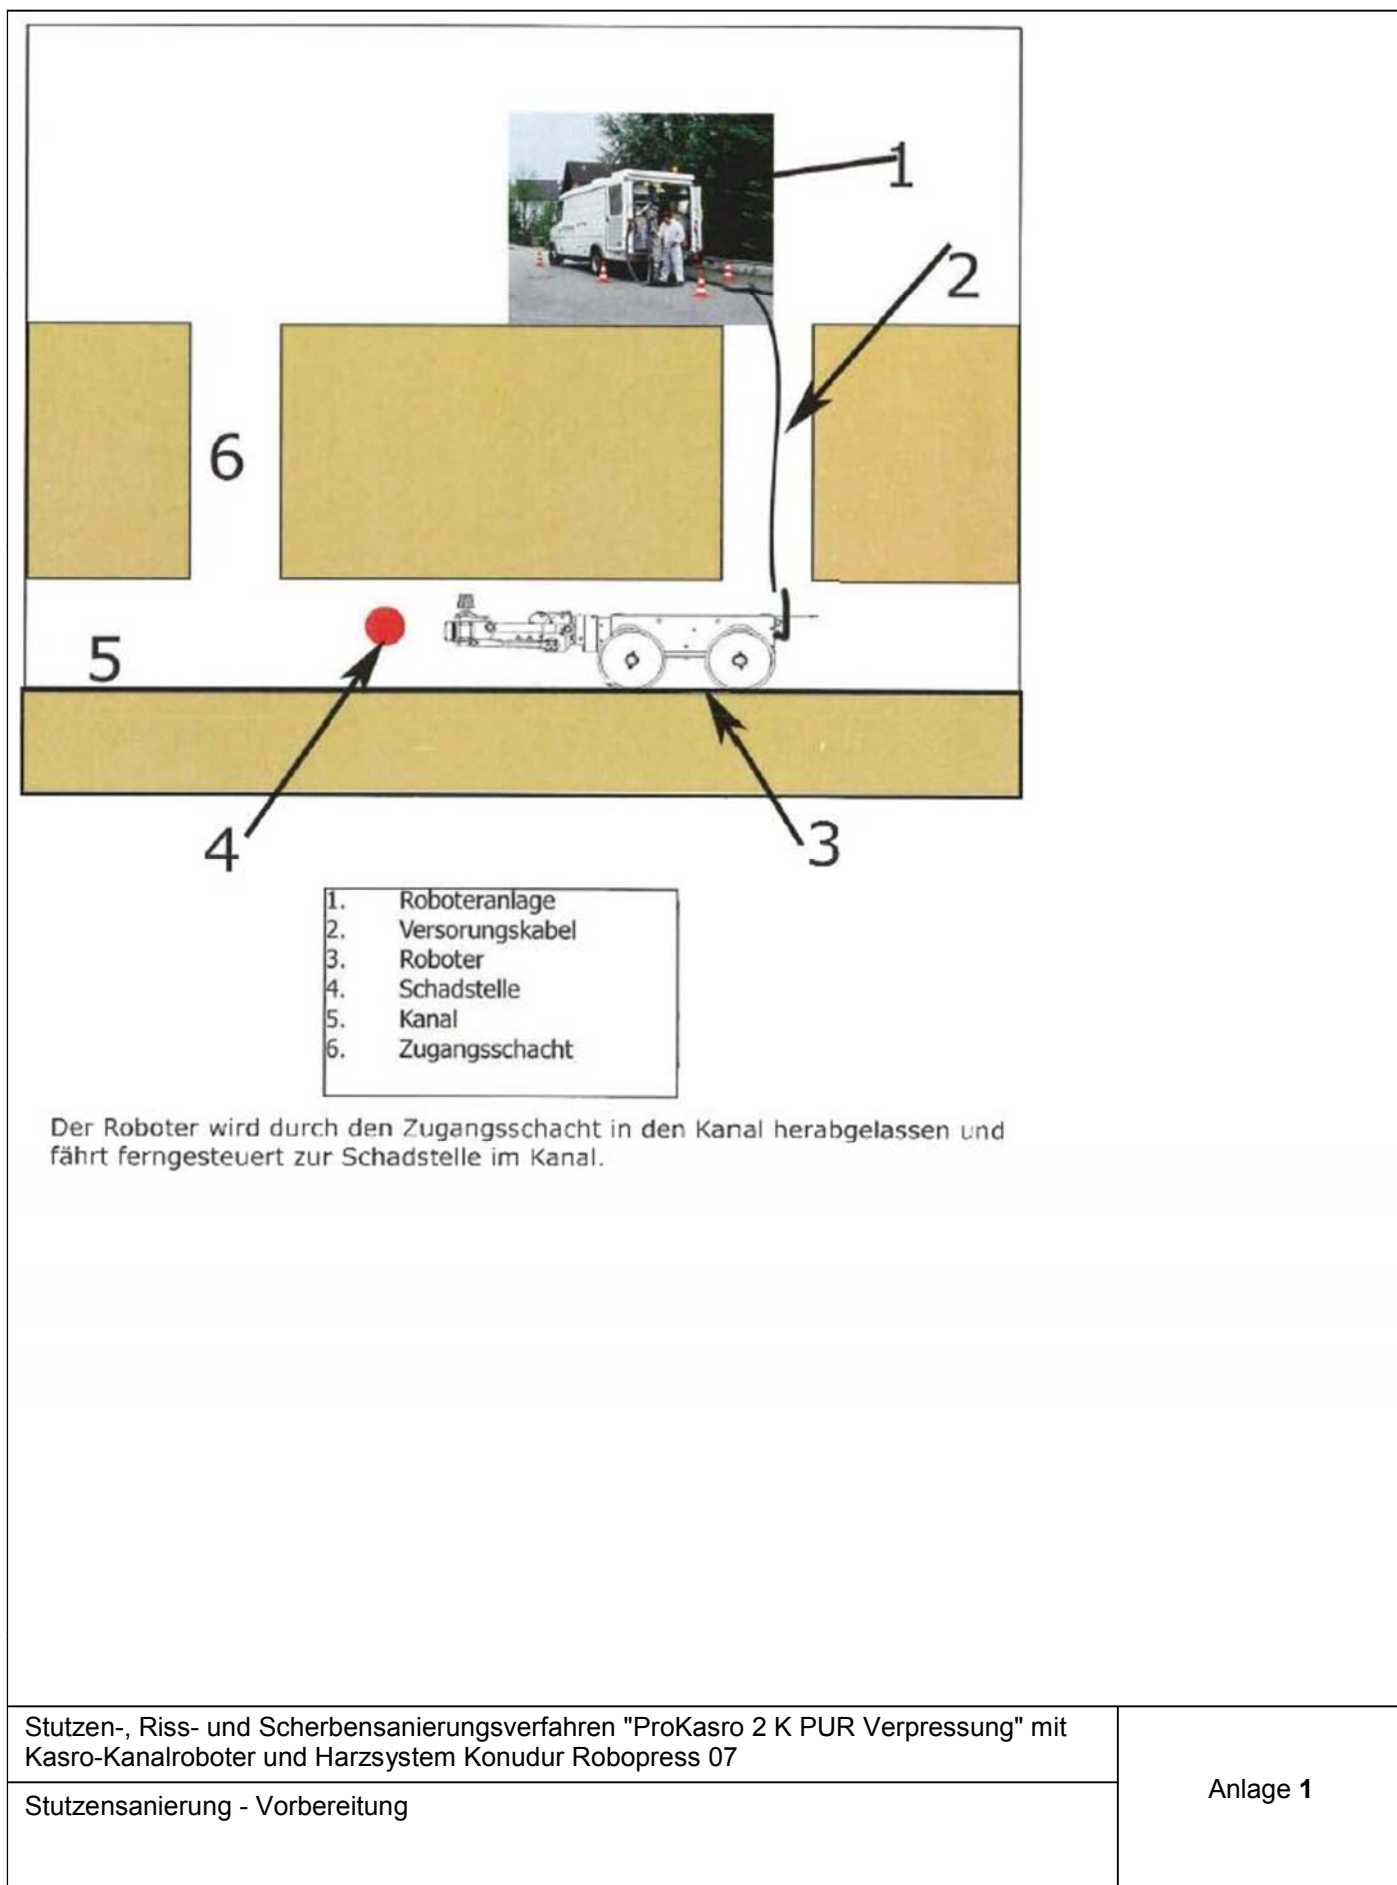 1
2
6
5
4
3
1. Roboteranlage
2. Versorungskabel
3. Roboter
4. Schadstelle
5. Kanal
6. Zugangsschacht
Der Roboter wird durch den Zugangsschacht in den Kanal herabgelassen und
fährt ferngesteuert zur Schadstelle im Kanal.
Stutzen-, Riss- und Scherbensanierungsverfahren "ProKasro 2 K PUR Verpressung" mit
Kasro-Kanalroboter und Harzsystem Konudur Robopress 07
Stutzensanierung - Vorbereitung
Anlage 1